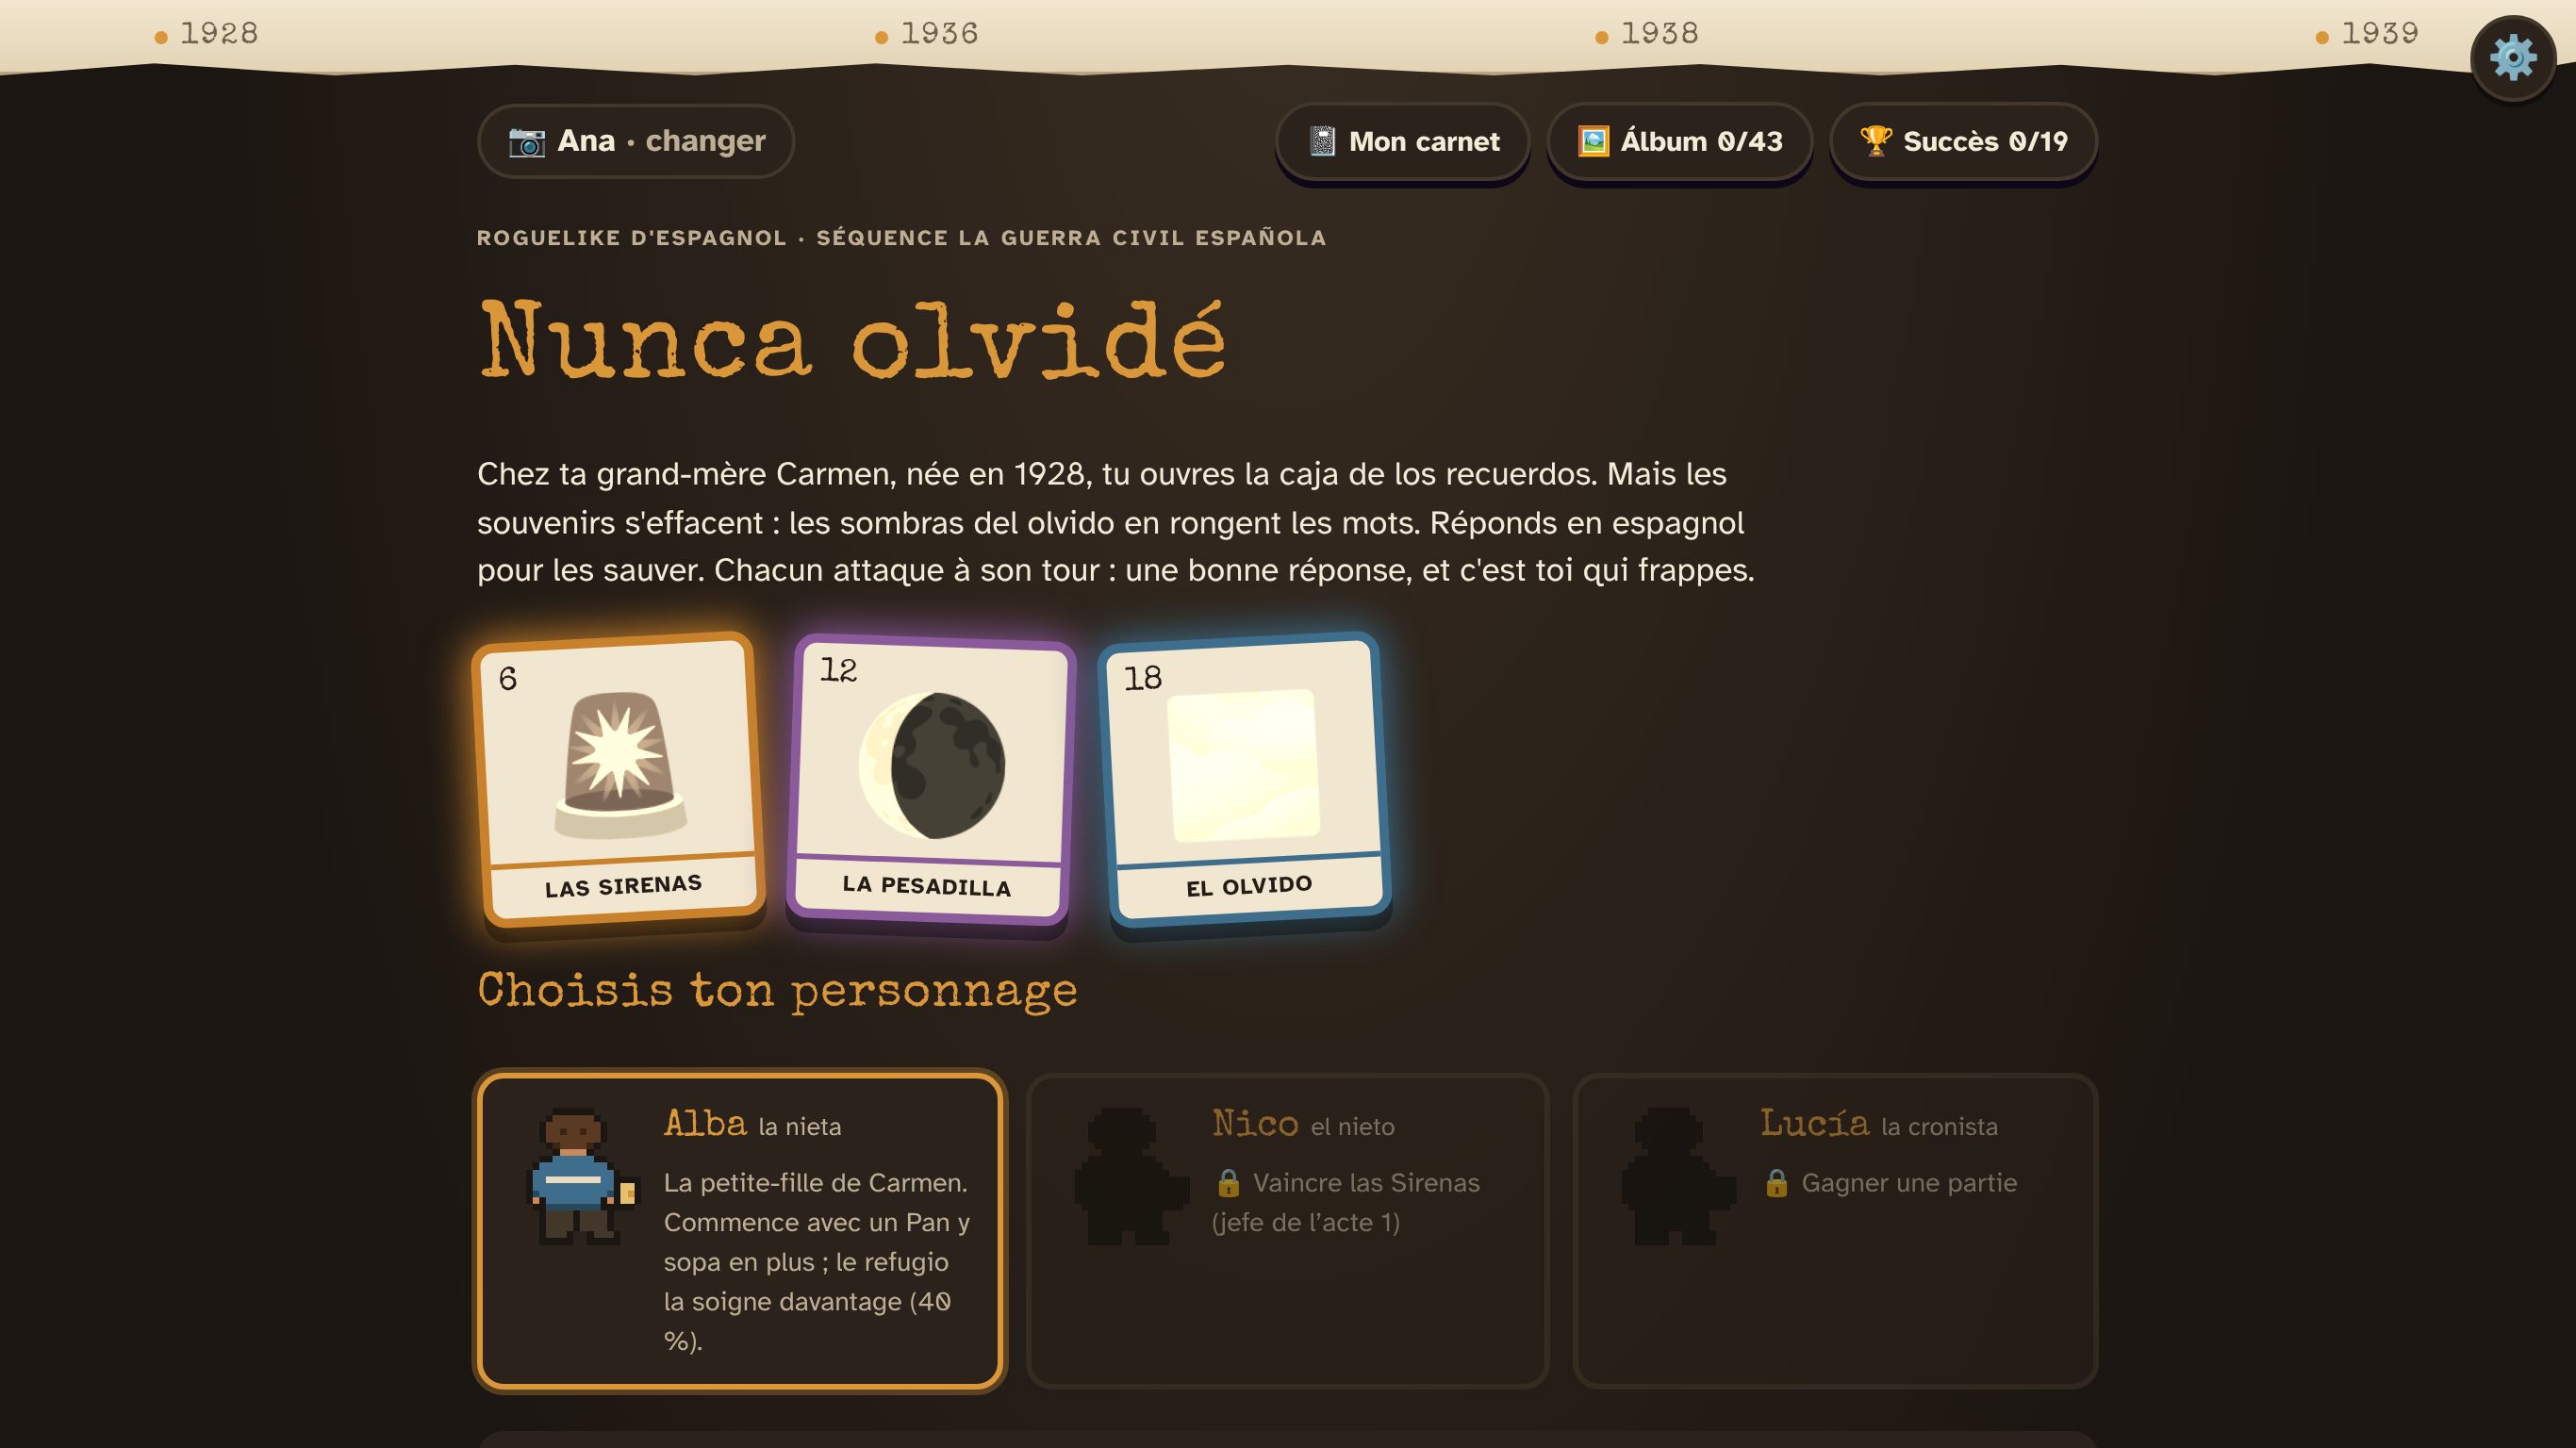 1928
1936
1938
1939
Ana · changer
Mon carnet
Álbum 0/43
Succès 0/19
ROGUELIKE D'ESPAGNOL · SÉQUENCE LA GUERRA CIVIL ESPAÑOLA
Nunca olvidé
Chez ta grand-mère Carmen, née en 1928, tu ouvres la caja de los recuerdos. Mais les
souvenirs s'effacent : les sombras del olvido en rongent les mots. Réponds en espagnol
pour les sauver. Chacun attaque à son tour : une bonne réponse, et c'est toi qui frappes.
6
LAS SIRENAS
12
LA PESADILLA
18
EL OLVIDO
Choisis ton personnage
Alba la nieta
La petite-fille de Carmen.
Commence avec un Pan y
sopa en plus ; le refugio
la soigne davantage (40
%).
Nico el nieto
Vaincre las Sirenas
(jefe de l’acte 1)
Lucía la cronista
Gagner une partie